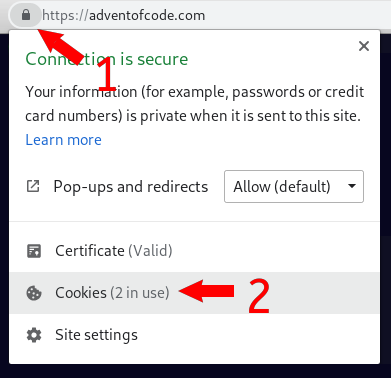 https://adventofcode.com
1
Connection is secure
Your information (for example, passwords or credit
card numbers) is private when it is sent to this site.
Learn more
Pop-ups and redirects Allow (default)
Certificate (Valid)
Cookies (2 in use) 2
Site settings